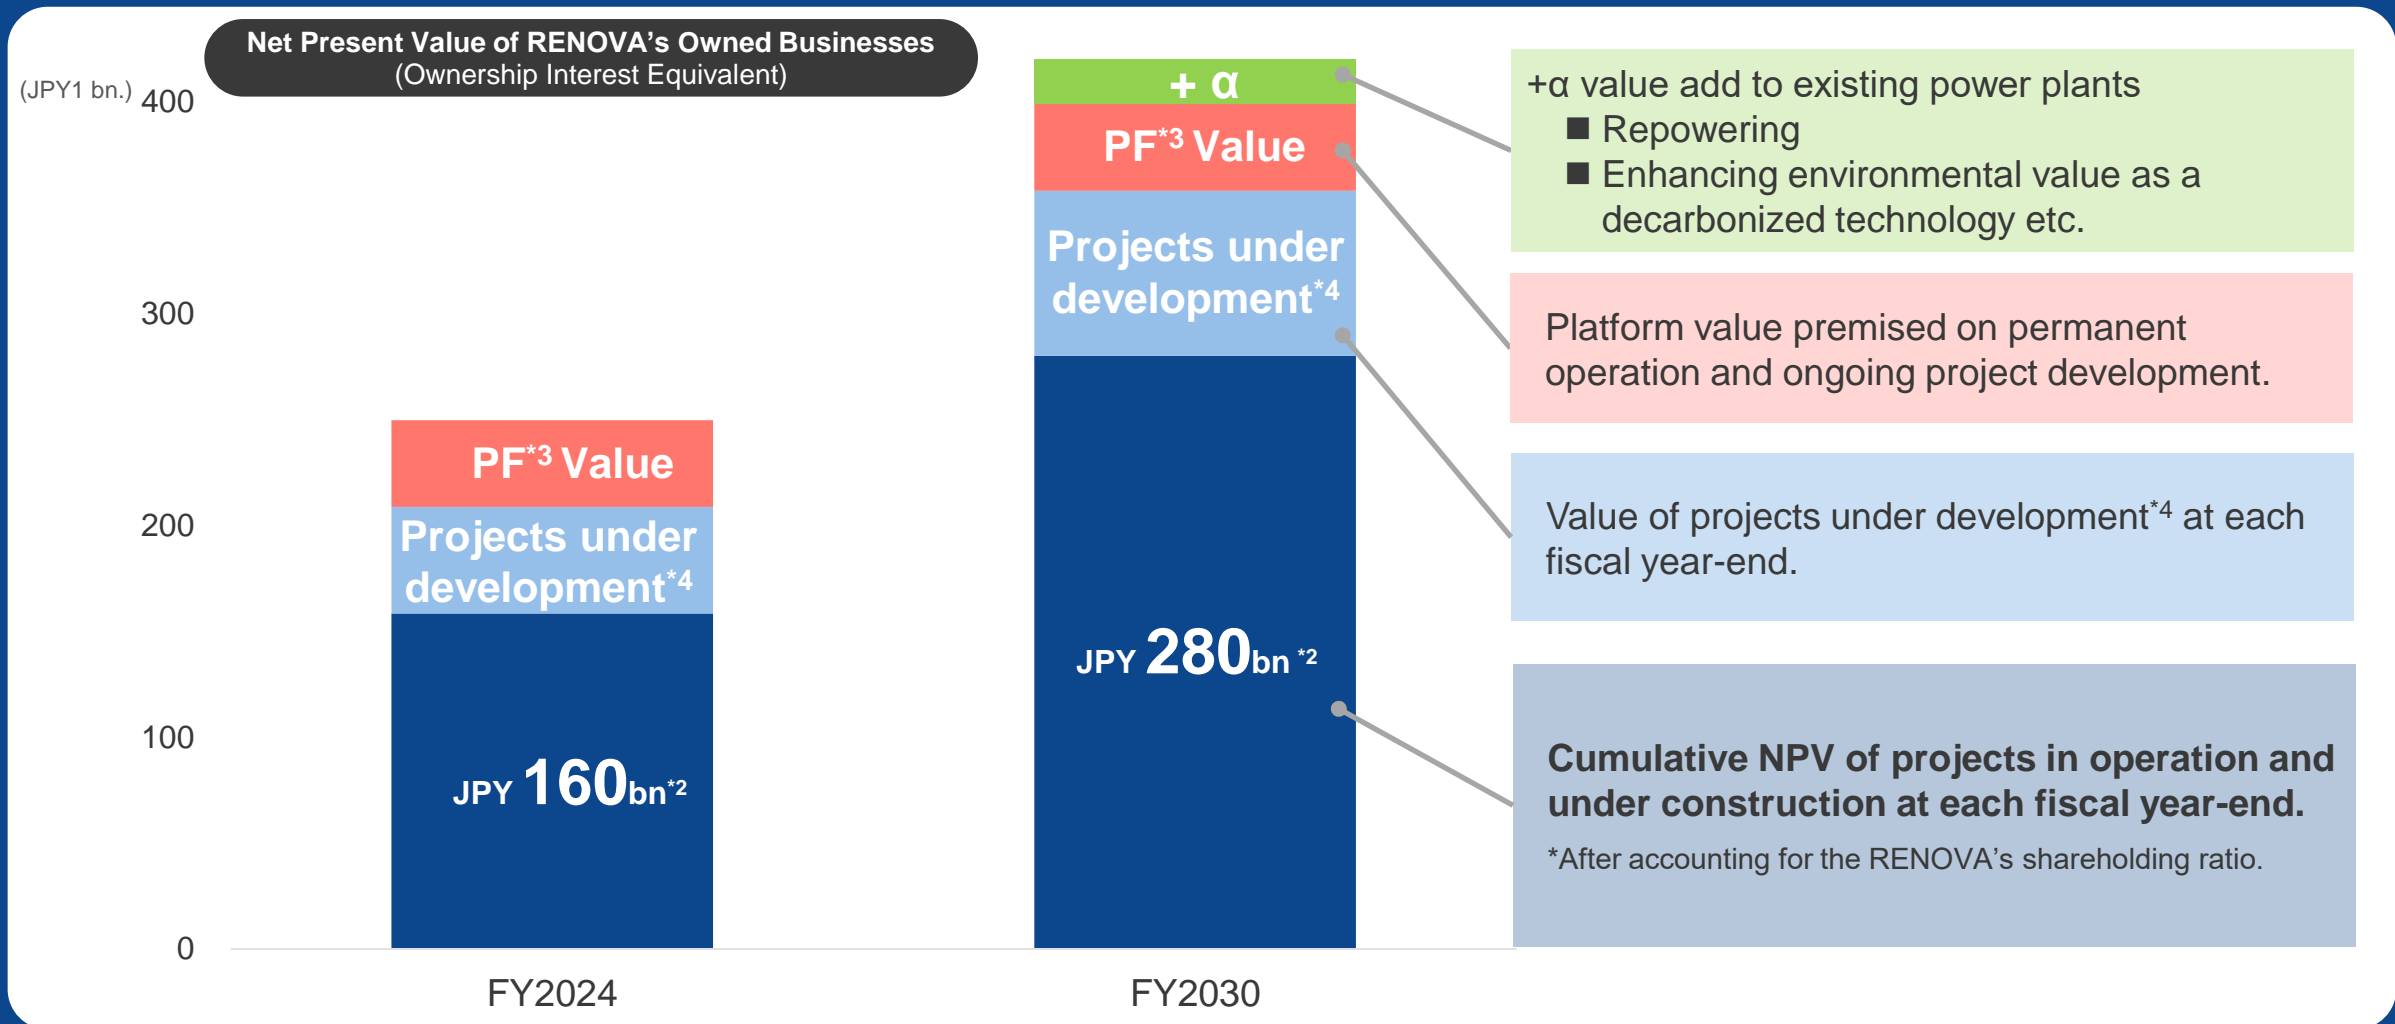 Net Present Value of RENOVA’s Owned Businesses
(Ownership Interest Equivalent)
(JPY1 bn.)
400
300
200
100
0
PF*3 Value
Projects under
development*4
JPY 160bn*2
FY2024
+ α
PF*3 Value
Projects under
development*4
JPY 280bn *2
FY2030
+α value add to existing power plants
■ Repowering
■ Enhancing environmental value as a
decarbonized technology etc.
Platform value premised on permanent
operation and ongoing project development.
Value of projects under development*4 at each
fiscal year-end.
Cumulative NPV of projects in operation and
under construction at each fiscal year-end.
*After accounting for the RENOVA’s shareholding ratio.